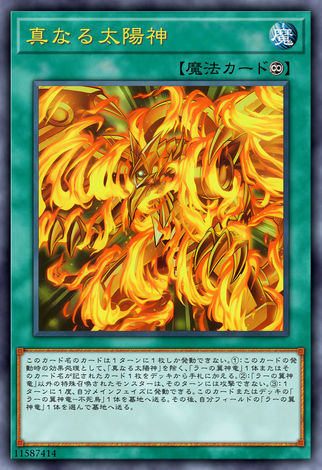 真なる太陽神
魔
【魔法カード♾】
このカード名のカードは1ターンに1枚しか発動できない。①:このカードの発
動時の効果処理として、「真なる太陽神」を除く、「ラーの翼神竜」1体またはそ
のカード名が記されたカード1枚をデッキから手札に加える。②:「ラーの翼神
竜」以外の特殊召喚されたモンスターは、そのターンには攻撃できない。③:1
ターンに1度、自分メインフェイズに発動できる。このカードまたはデッキの「
ラーの翼神竜-不死鳥」1体を墓地へ送る。その後、自分フィールドの「ラーの翼
神竜」1体を選んで墓地へ送る。
11587414